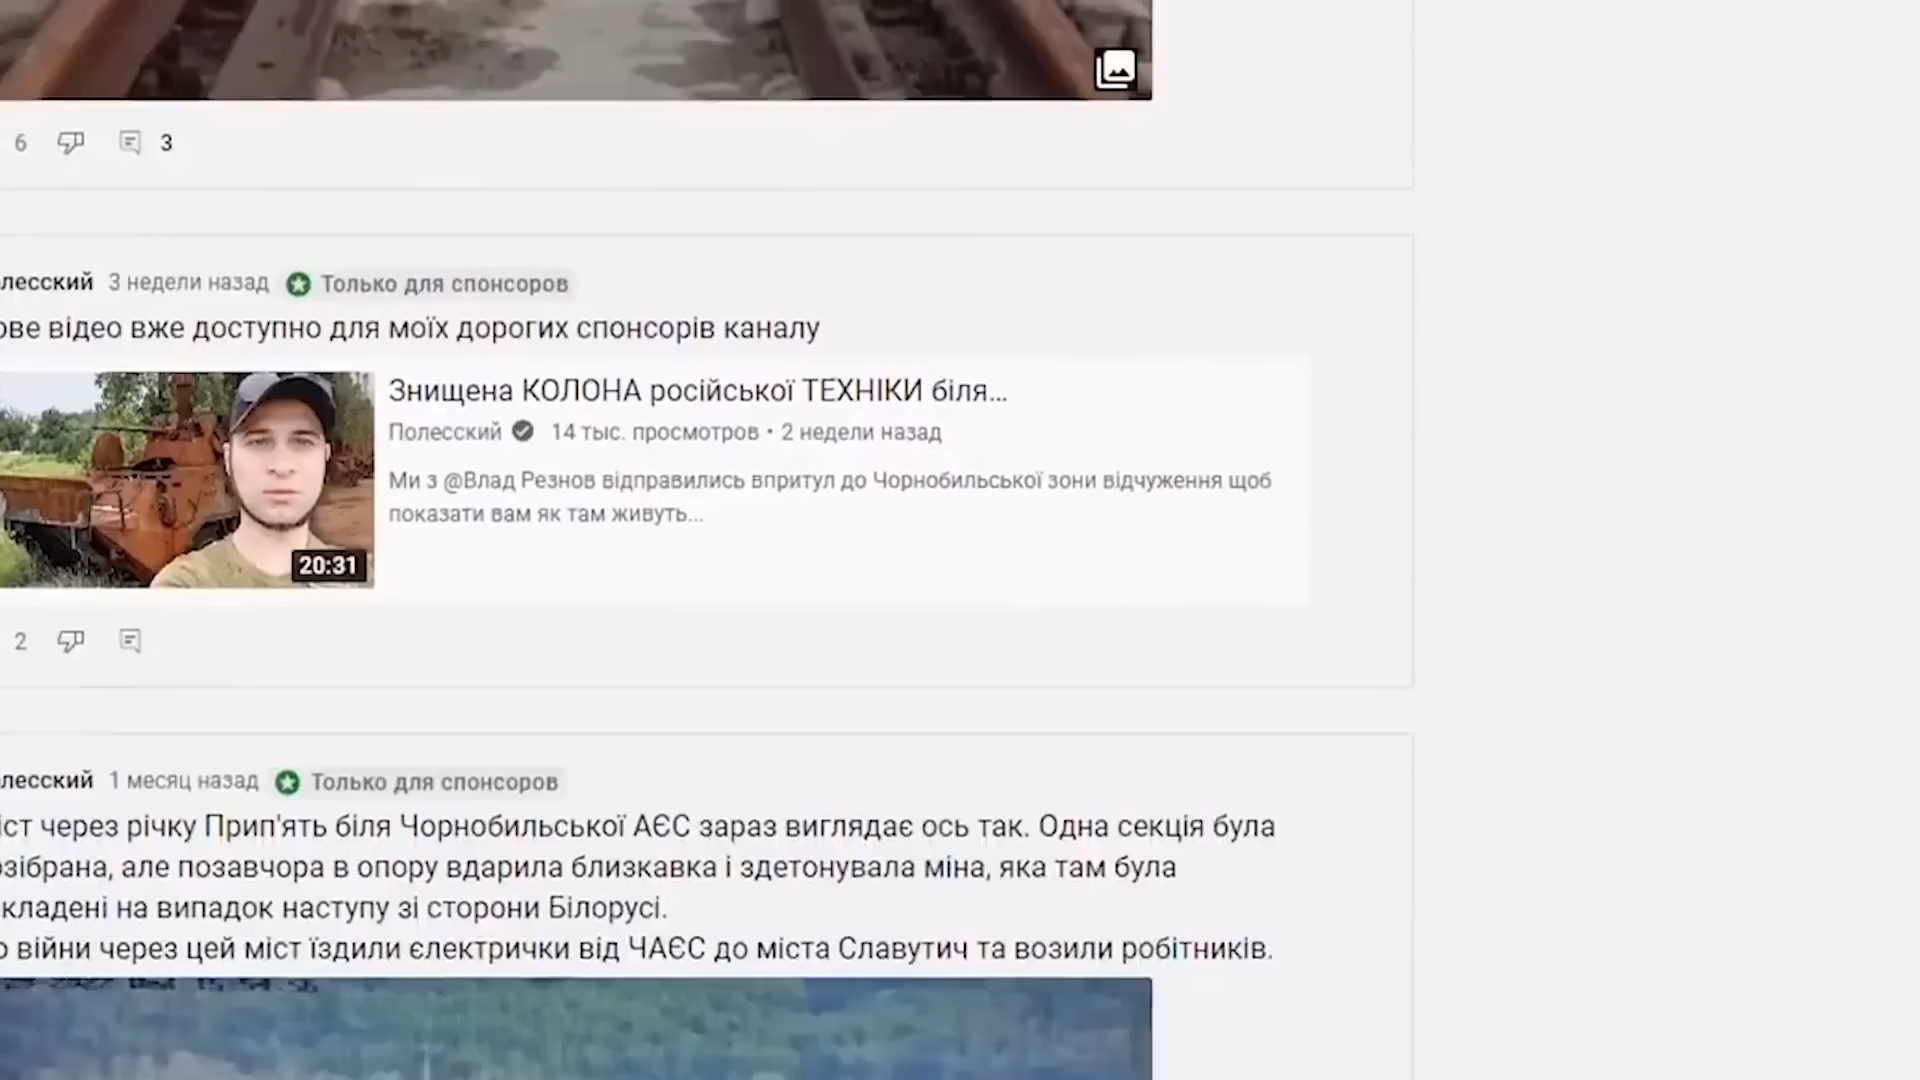 6 3
лесский 3 недели назад Только для спонсоров
ове відео вже доступно для моїх дорогих спонсорів каналу
Знищена КОЛОНА російської ТЕХНІКИ біля...
Полесский 14 тыс. просмотров • 2 недели назад
Ми з @Влад Резнов відправились впритул до Чорнобильської зони відчуження щоб
показати вам як там живуть...
20:31
2
лесский 1 месяц назад Только для спонсоров
іст через річку Прип'ять біля Чорнобильської АЄС зараз виглядає ось так. Одна секція була
озібрана, але позавчора в опору вдарила близкавка і здетонувала міна, яка там була
кладені на випадок наступу зі сторони Білорусі.
о війни через цей міст їздили єлектрички від ЧАЄС до міста Славутич та возили робітників.